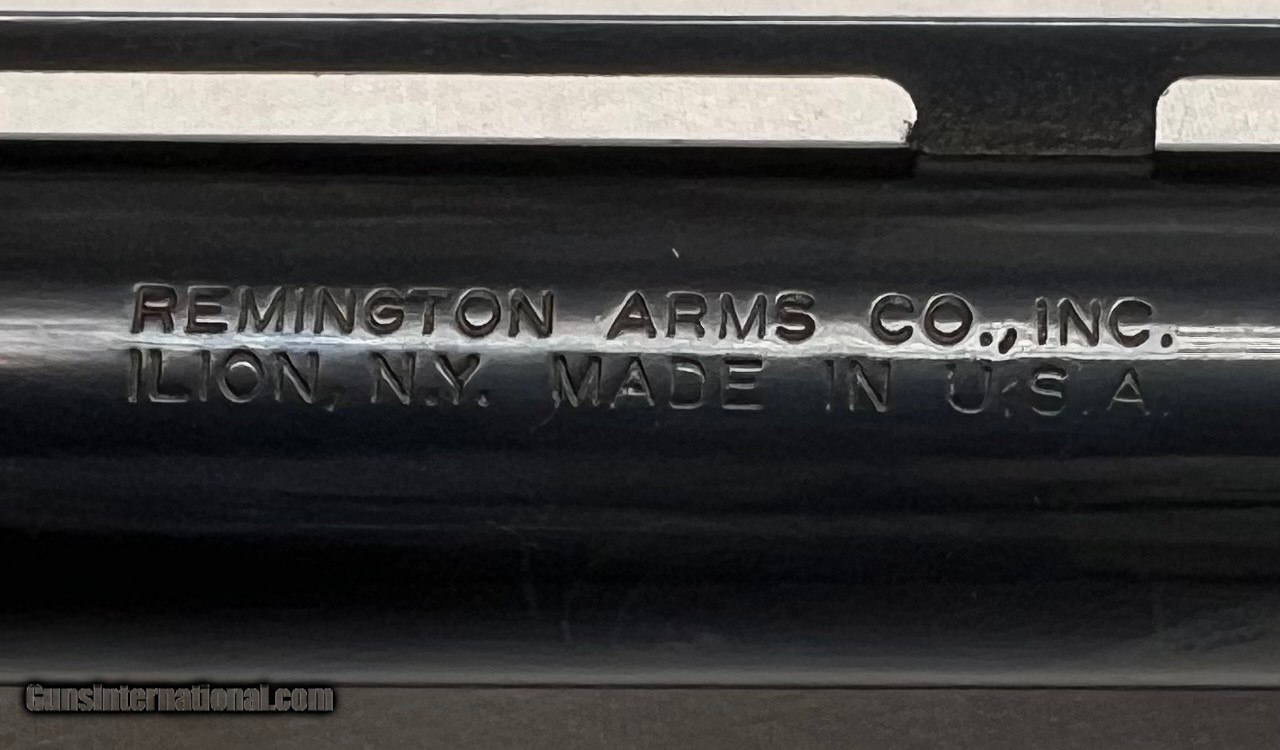 REMINGTON ARMS CO., INC.
ILION, N.Y. MADE IN U.S.A.
GunsInternational.com